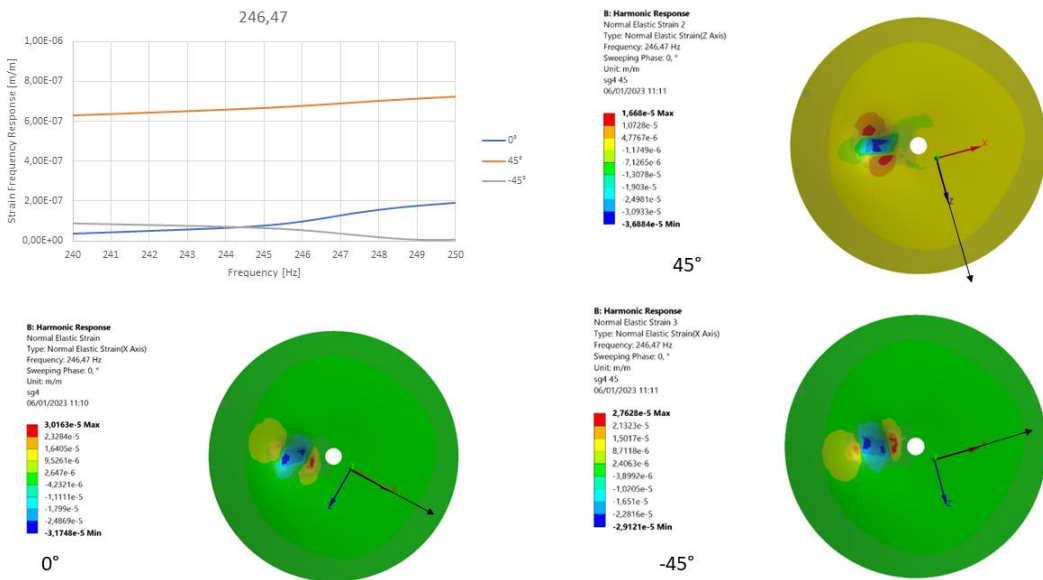 246,47
Strain Frequency Response [m/m]
1,00E-06
8,00E-07
6,00E-07
4,00E-07
2,00E-07
0,00E+00
240 241 242 243 244 245 246 247 248 249 250
Frequency [Hz]
0°
45°
-45°
B: Harmonic Response
Normal Elastic Strain 2
Type: Normal Elastic Strain(Z Axis)
Frequency: 246,47 Hz
Sweeping Phase: 0, °
Unit: m/m
sg4 45
06/01/2023 11:11
1,668e-5 Max
1,0728e-5
4,7767e-6
-1,1749e-6
-7,1265e-6
-1,3078e-5
-1,903e-5
-2,4981e-5
-3,0933e-5
-3,6884e-5 Min
X
Z
45°
B: Harmonic Response
Normal Elastic Strain
Type: Normal Elastic Strain(X Axis)
Frequency: 246,47 Hz
Sweeping Phase: 0, °
Unit: m/m
sg4
06/01/2023 11:10
3,0163e-5 Max
2,3284e-5
1,6405e-5
9,5261e-6
2,647e-6
-4,2321e-6
-1,1111e-5
-1,799e-5
-2,4869e-5
-3,1748e-5 Min
0°
B: Harmonic Response
Normal Elastic Strain 3
Type: Normal Elastic Strain(X Axis)
Frequency: 246,47 Hz
Sweeping Phase: 0, °
Unit: m/m
sg4 45
06/01/2023 11:11
2,7628e-5 Max
2,1323e-5
1,5017e-5
8,7118e-6
2,4063e-6
-3,8992e-6
-1,0205e-5
-1,651e-5
-2,2816e-5
-2,9121e-5 Min
Z
-45°